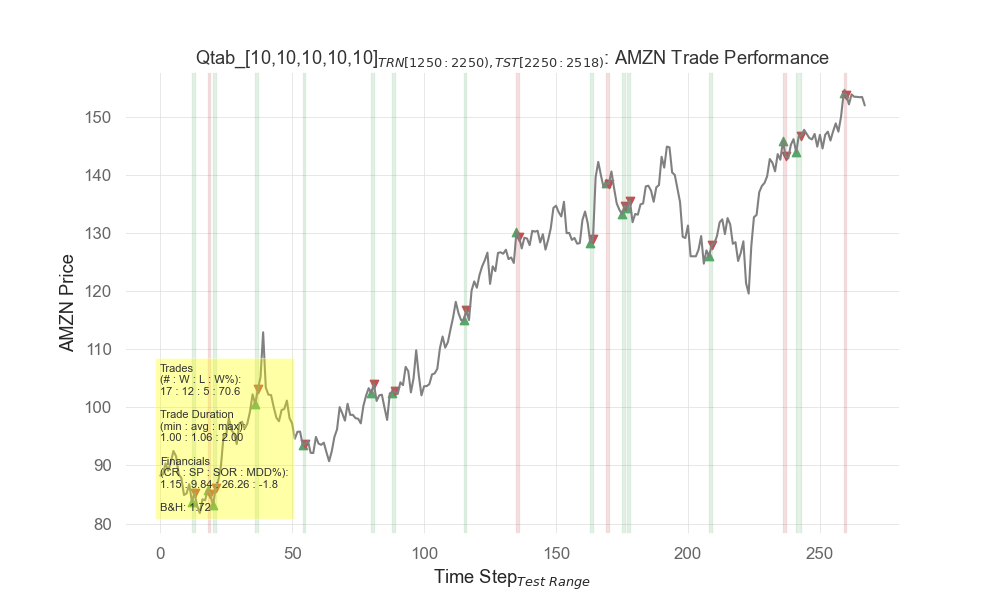 Qtab_[10,10,10,10,10]TRN[1250:2250),TST[2250:2518): AMZN Trade Performance
150
140
130
120
110
100
90
80
AMZN Price
Trades
(# : W : L : W%):
17 : 12 : 5 : 70.6
Trade Duration
(min : avg : max):
1.00 : 1.06 : 2.00
Financials
(CR : SP : SOR : MDD%):
1.15 : 9.84 : 26.26 : -1.8
B&H: 1.72
0
50
100
150
200
250
Time StepTest Range